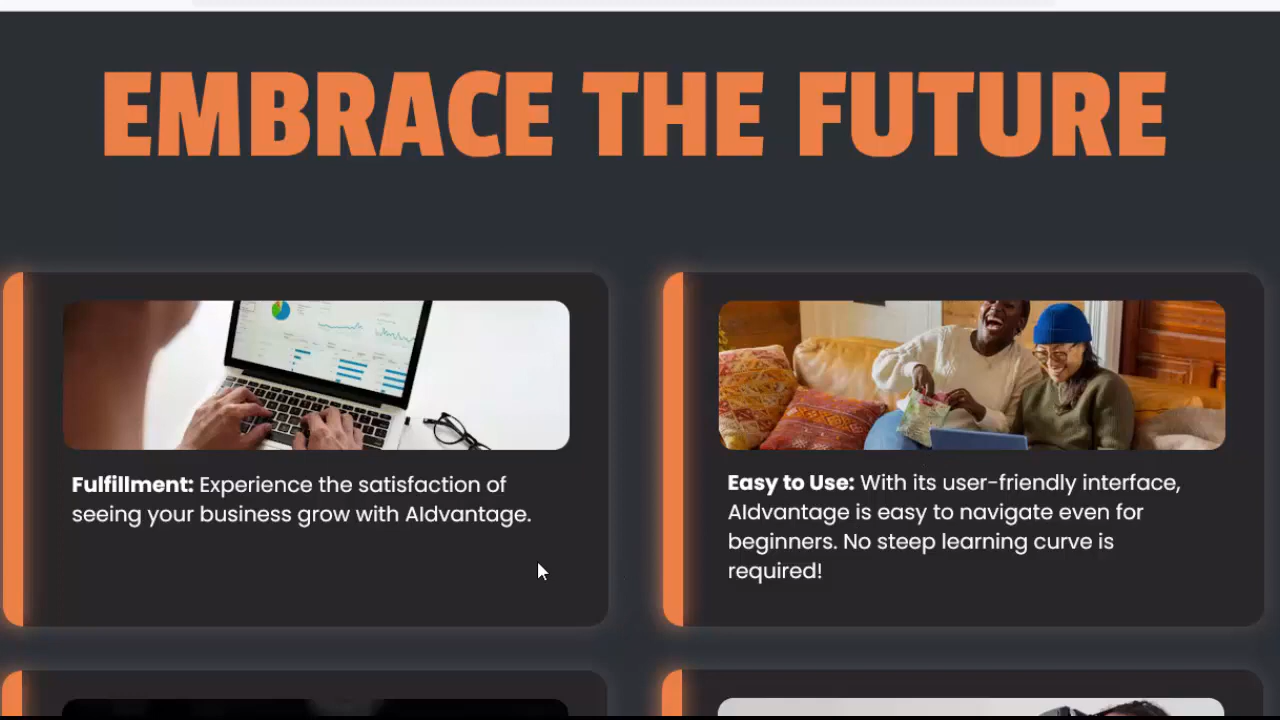 EMBRACE THE FUTURE
Fulfillment: Experience the satisfaction of
seeing your business grow with AIdvantage.
Easy to Use: With its user-friendly interface,
AIdvantage is easy to navigate even for
beginners. No steep learning curve is
required!